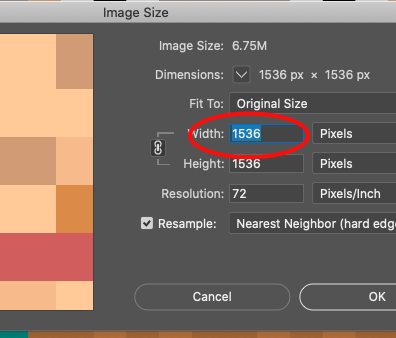 Image Size
Image Size: 6.75M
Dimensions: 1536 px × 1536 px
Fit To: Original Size
Width: 1536 Pixels
Height: 1536 Pixels
Resolution: 72 Pixels/Inch
Resample: Nearest Neighbor (hard edge
Cancel OK